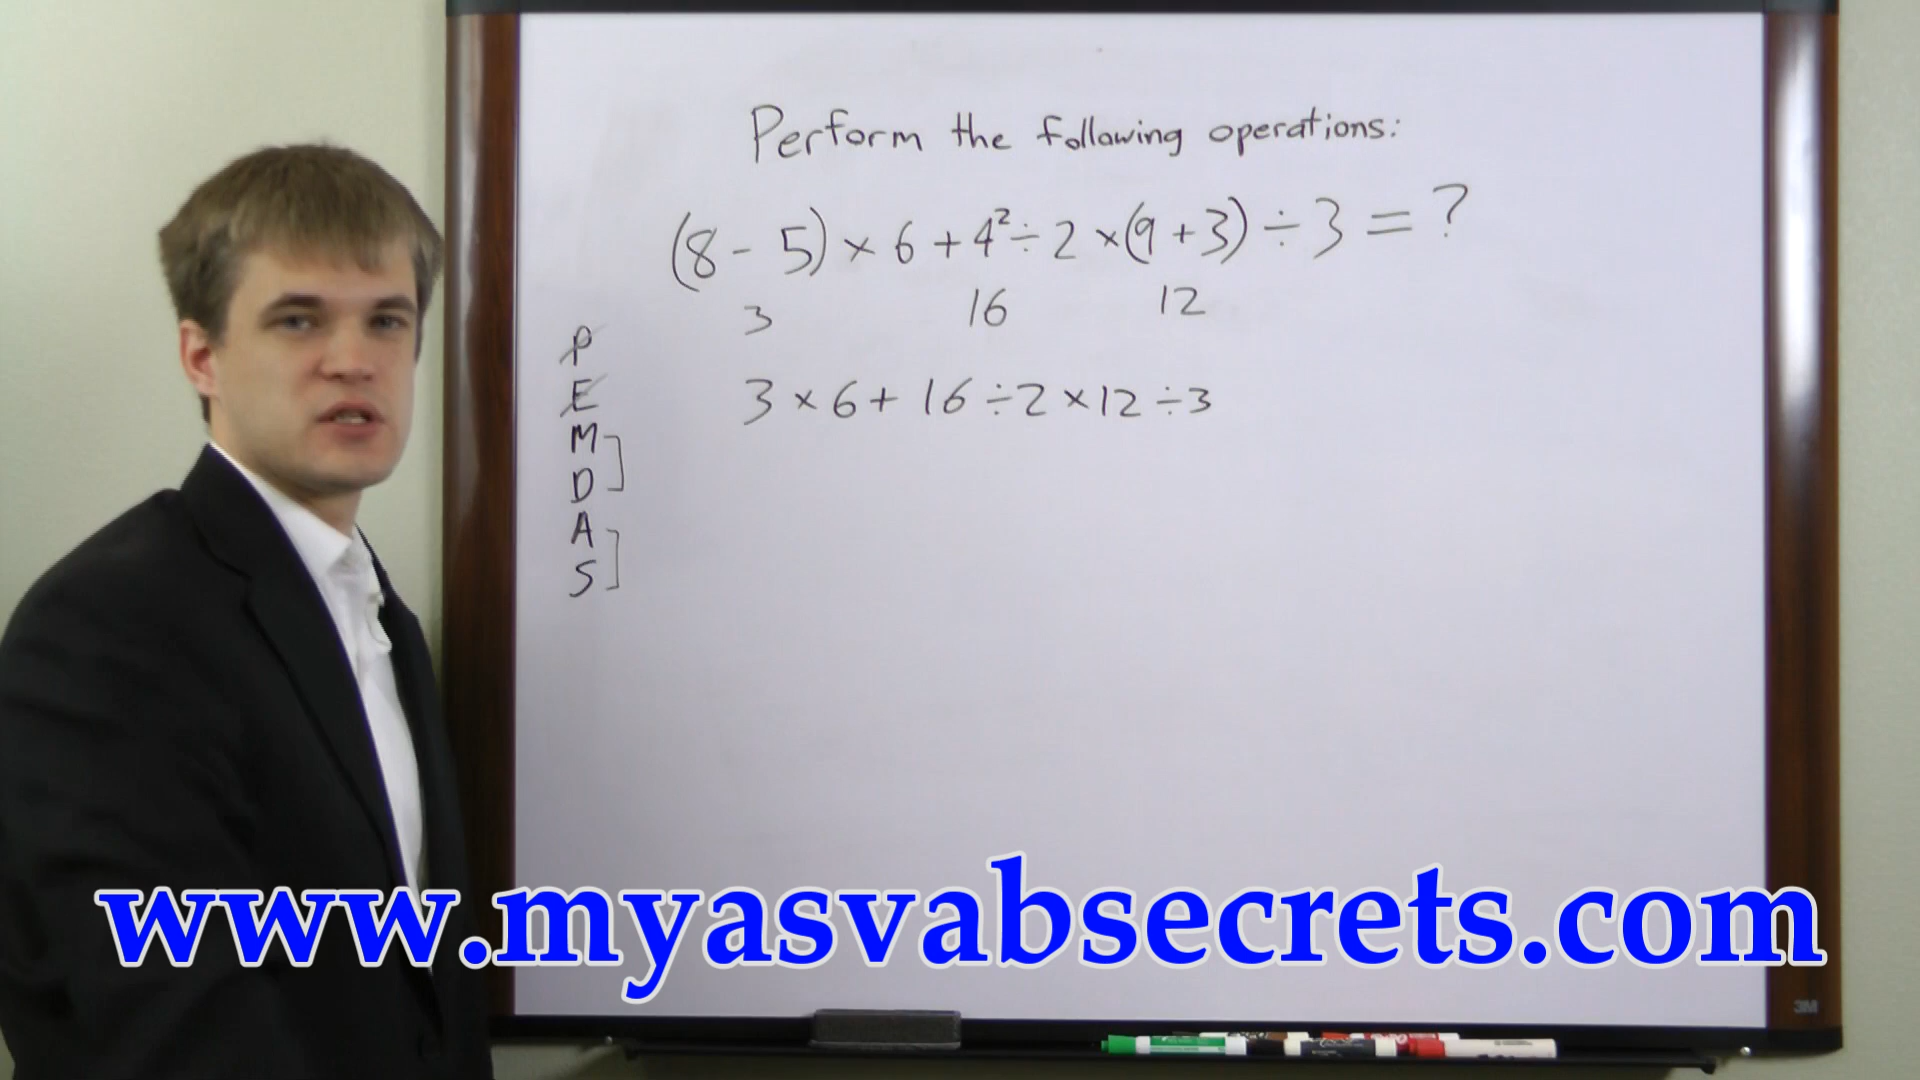 Perform the following operations:
(8 - 5) × 6 + 4² ÷ 2 × (9 + 3) ÷ 3 = ?
3 16 12
P
E
M
D
A
S
3 × 6 + 16 ÷ 2 × 12 ÷ 3
www.myasvabsecrets.com
3M